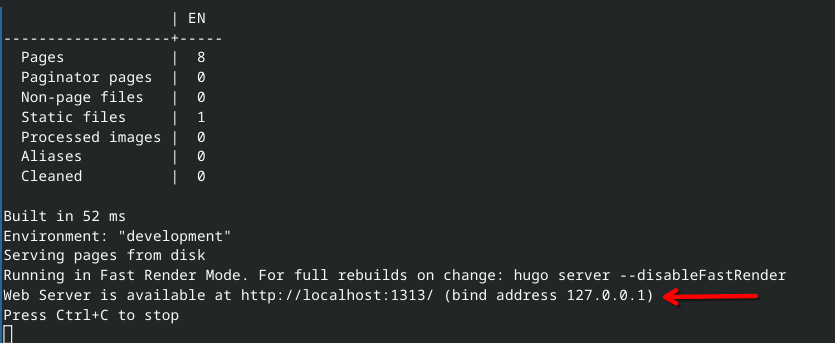 | EN
-------------------+-----
  Pages            |  8
  Paginator pages  |  0
  Non-page files   |  0
  Static files     |  1
  Processed images |  0
  Aliases          |  0
  Cleaned          |  0

Built in 52 ms
Environment: "development"
Serving pages from disk
Running in Fast Render Mode. For full rebuilds on change: hugo server --disableFastRender
Web Server is available at http://localhost:1313/ (bind address 127.0.0.1)
Press Ctrl+C to stop